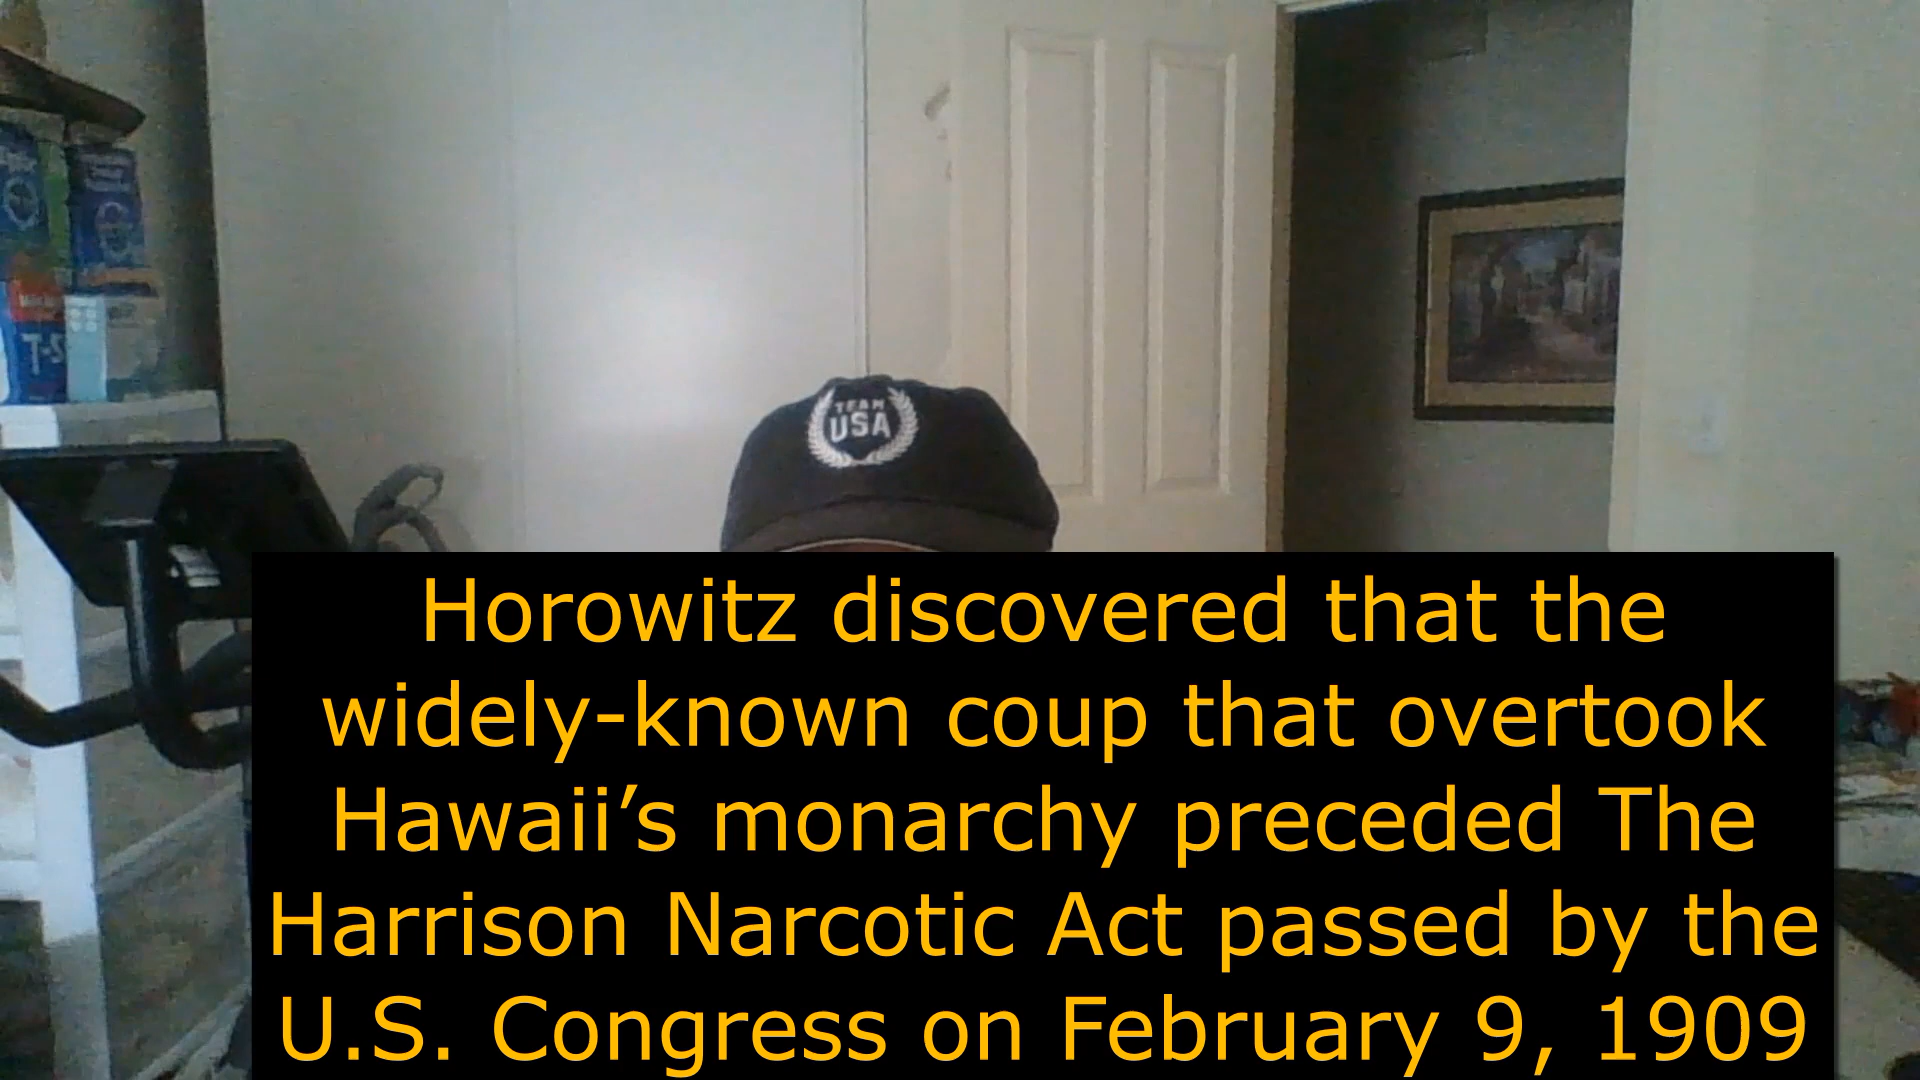 TEAM
USA
T-S
Horowitz discovered that the
widely-known coup that overtook
Hawaii’s monarchy preceded The
Harrison Narcotic Act passed by the
U.S. Congress on February 9, 1909